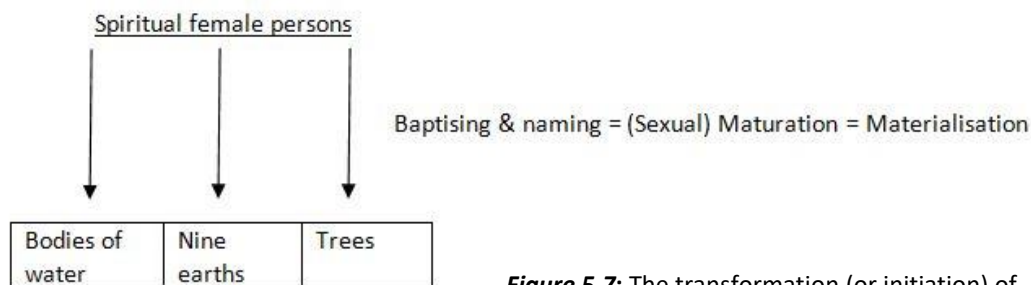 Spiritual female persons
Baptising & naming = (Sexual) Maturation = Materialisation
Bodies of water
Nine earths
Trees
Figure 5-7: The transformation (or initiation) of